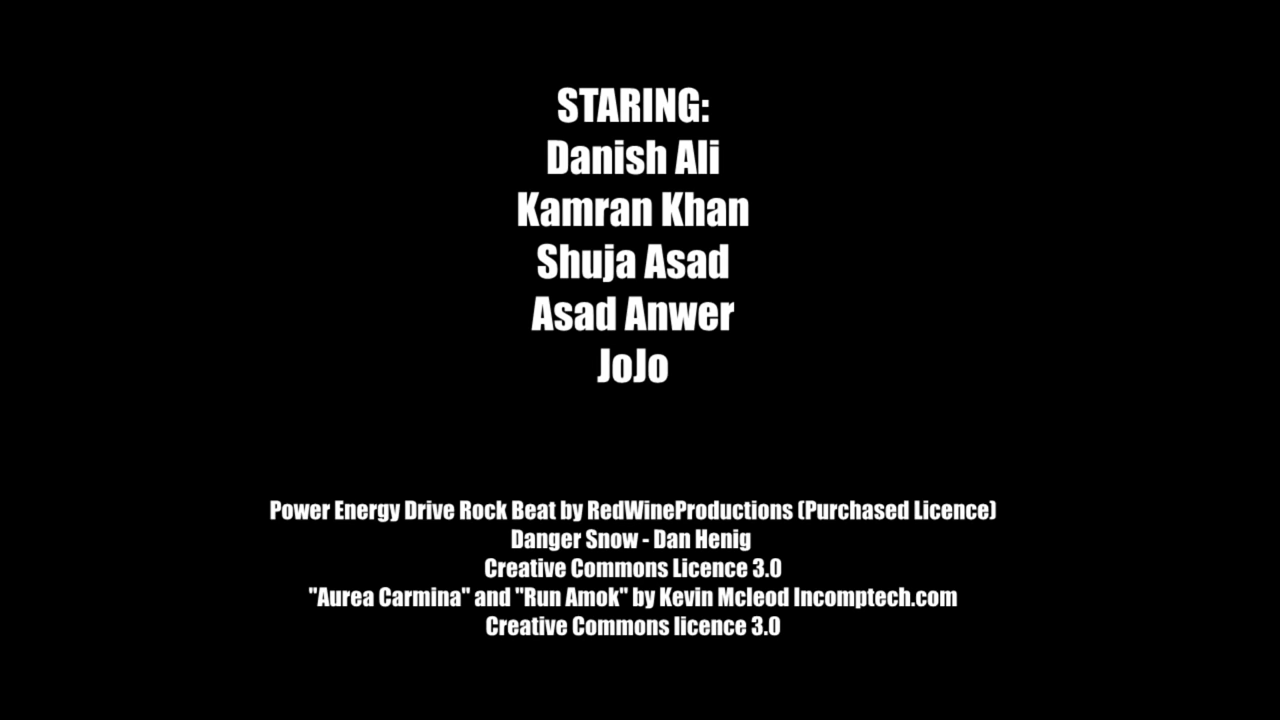 STARING:
Danish Ali
Kamran Khan
Shuja Asad
Asad Anwer
JoJo
Power Energy Drive Rock Beat by RedWineProductions (Purchased Licence)
Danger Snow - Dan Henig
Creative Commons Licence 3.0
"Aurea Carmina" and "Run Amok" by Kevin Mcleod Incomptech.com
Creative Commons licence 3.0